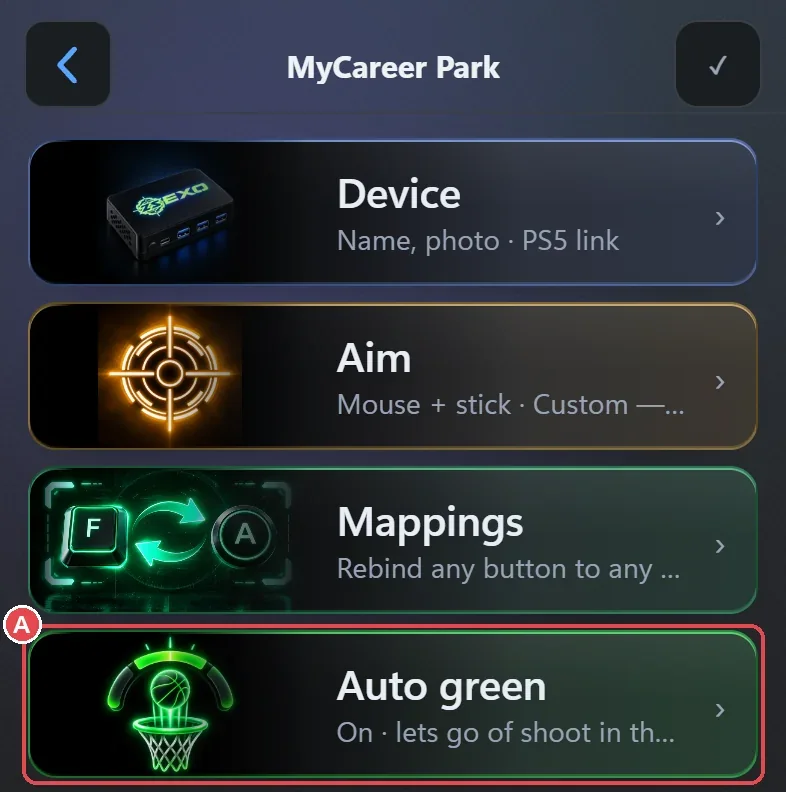 MyCareer Park
✓
EXO
Device
Name, photo · PS5 link
›
Aim
Mouse + stick · Custom —...
›
F
A
Mappings
Rebind any button to any ...
›
A
Auto green
On · lets go of shoot in th...
›